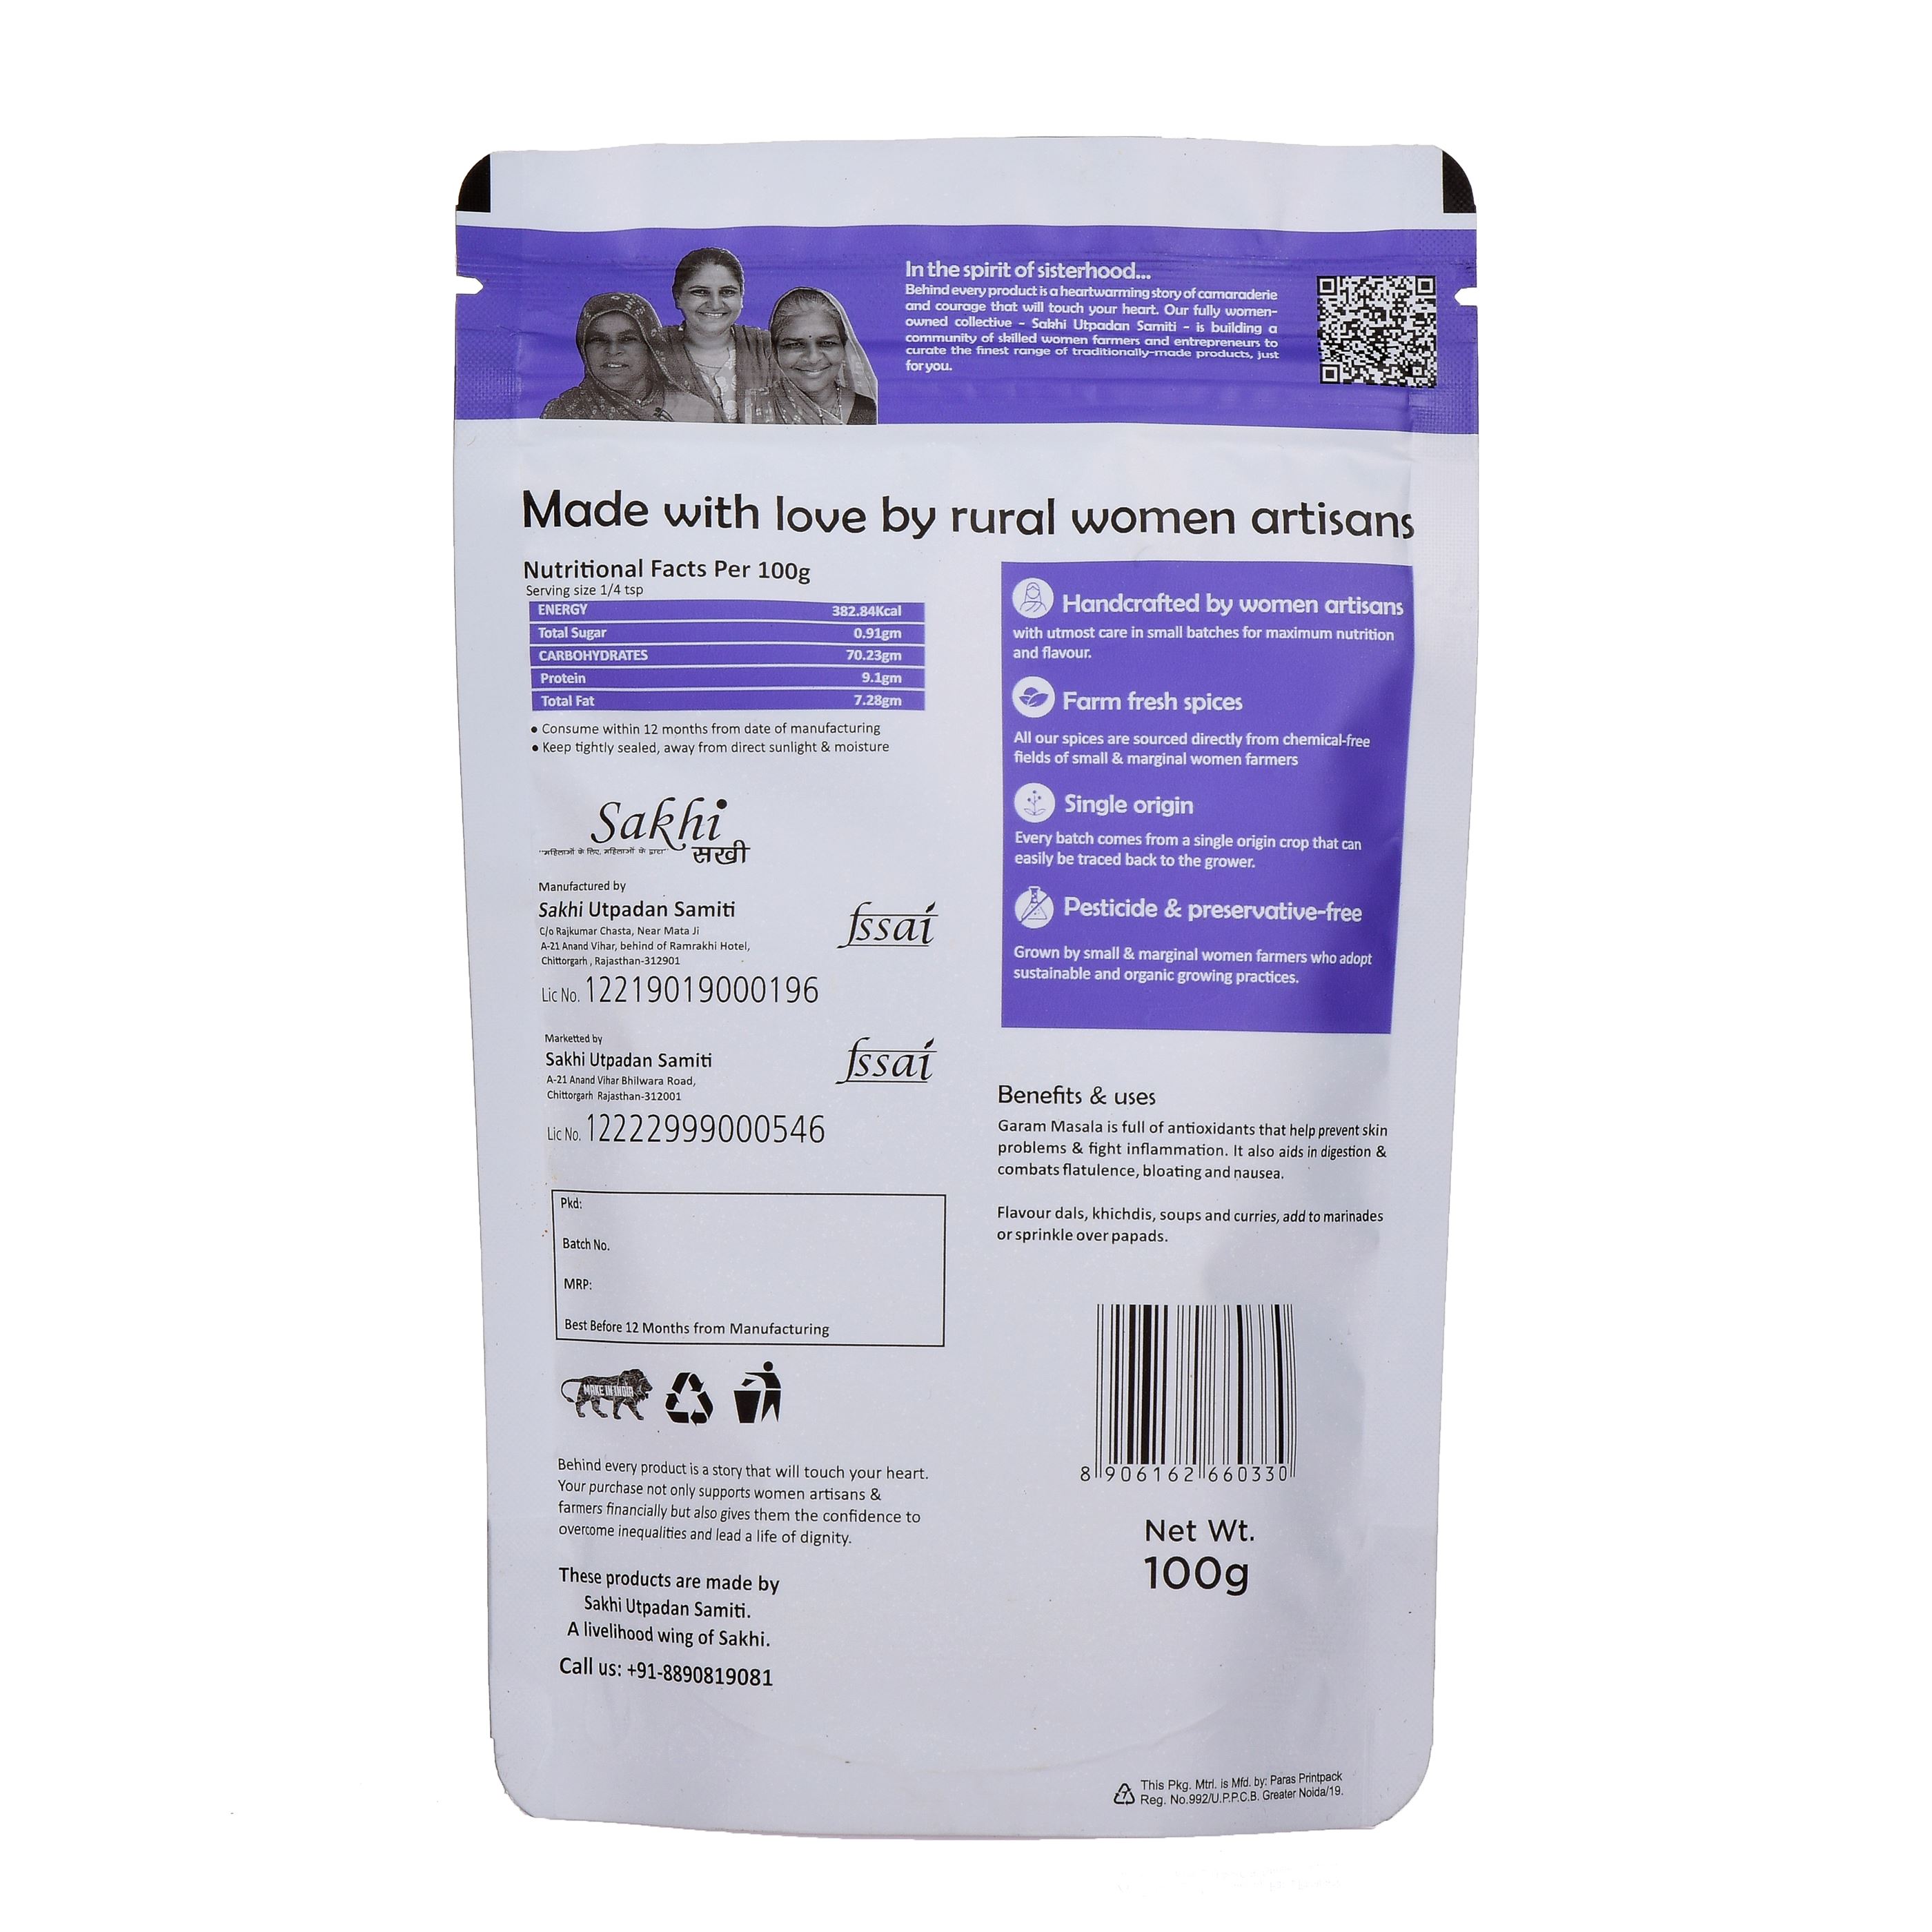 In the spirit of sisterhood...
Behind every product is a heartwarming story of camaraderie
and courage that will touch your heart. Our fully women-
owned collective - Sakhi Utpadan Samiti - is building a
community of skilled women farmers and entrepreneurs to
curate the finest range of traditionally-made products, just
for you.
Made with love by rural women artisans
Nutritional Facts Per 100g
Serving size 1/4 tsp
ENERGY 382.84Kcal
Total Sugar 0.91gm
CARBOHYDRATES 70.23gm
Protein 9.1gm
Total Fat 7.28gm
• Consume within 12 months from date of manufacturing
• Keep tightly sealed, away from direct sunlight & moisture
Sakhi
"महिलाओं के लिए, महिलाओं के द्वारा"
सखी
Manufactured by
Sakhi Utpadan Samiti
C/o Rajkumar Chasta, Near Mata Ji
A-21 Anand Vihar, behind of Ramrakhi Hotel,
Chittorgarh , Rajasthan-312901
fssai
Lic No. 12219019000196
Marketted by
Sakhi Utpadan Samiti
A-21 Anand Vihar Bhilwara Road,
Chittorgarh Rajasthan-312001
fssai
Lic No. 12222999000546
Pkd:
Batch No.
MRP:
Best Before 12 Months from Manufacturing
MAKE IN INDIA
Behind every product is a story that will touch your heart.
Your purchase not only supports women artisans &
farmers financially but also gives them the confidence to
overcome inequalities and lead a life of dignity.
These products are made by
Sakhi Utpadan Samiti.
A livelihood wing of Sakhi.
Call us: +91-8890819081
Handcrafted by women artisans
with utmost care in small batches for maximum nutrition
and flavour.
Farm fresh spices
All our spices are sourced directly from chemical-free
fields of small & marginal women farmers
Single origin
Every batch comes from a single origin crop that can
easily be traced back to the grower.
Pesticide & preservative-free
Grown by small & marginal women farmers who adopt
sustainable and organic growing practices.
Benefits & uses
Garam Masala is full of antioxidants that help prevent skin
problems & fight inflammation. It also aids in digestion &
combats flatulence, bloating and nausea.
Flavour dals, khichdis, soups and curries, add to marinades
or sprinkle over papads.
8 906162 660330
Net Wt.
100g
7
This Pkg. Mtrl. is Mfd. by: Paras Printpack
Reg. No.992/U.P.P.C.B. Greater Noida/19.